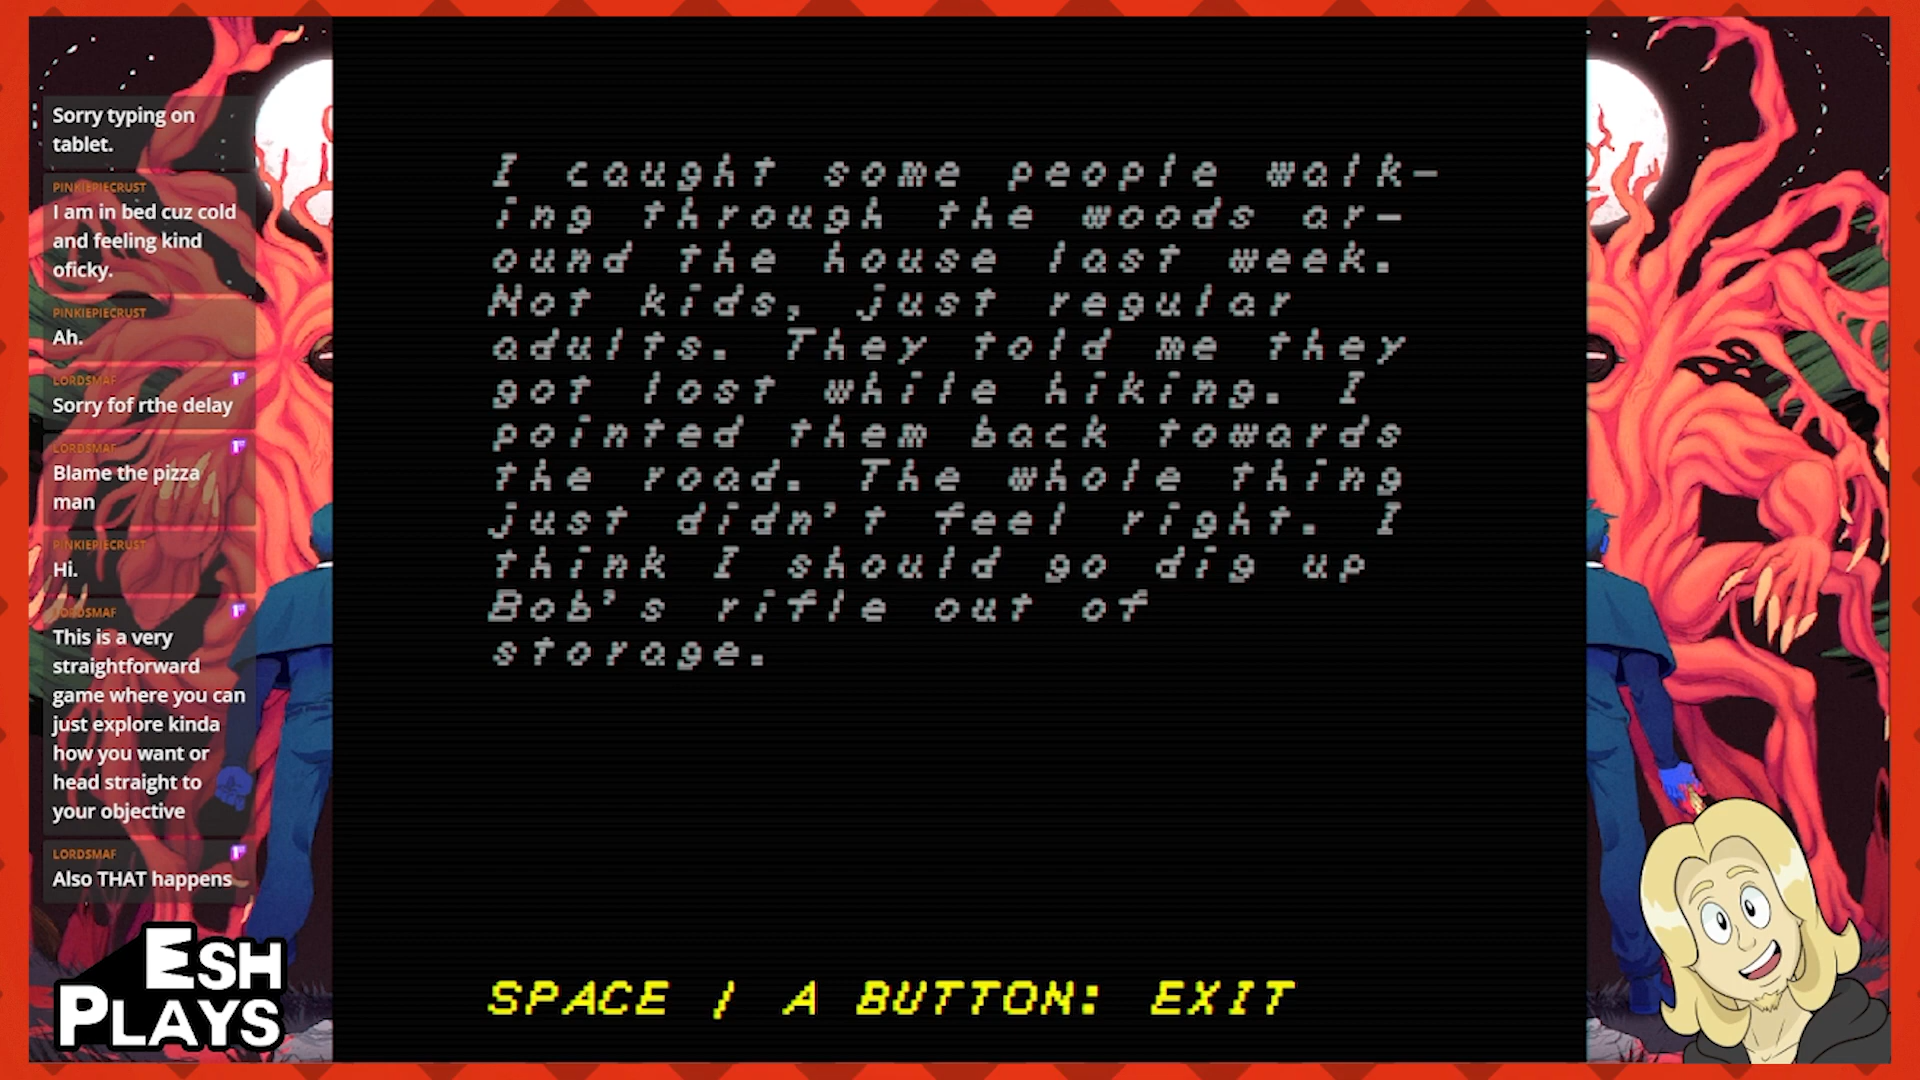 Sorry typing on
tablet.
PINKIEPIECRUST
I am in bed cuz cold
and feeling kind
oficky.
PINKIEPIECRUST
Ah.
LORDSMAF
Sorry fof rthe delay
LORDSMAF
Blame the pizza
man
PINKIEPIECRUST
Hi.
LORDSMAF
This is a very
straightforward
game where you can
just explore kinda
how you want or
head straight to
your objective
LORDSMAF
Also THAT happens
ESH
PLAYS
I caught some people walk-
ing through the woods ar-
ound the house last week.
Not kids, just regular
adults. They told me they
got lost while hiking. I
pointed them back towards
the road. The whole thing
just didn't feel right. I
think I should go dig up
Bob's rifle out of
storage.
SPACE / A BUTTON: EXIT